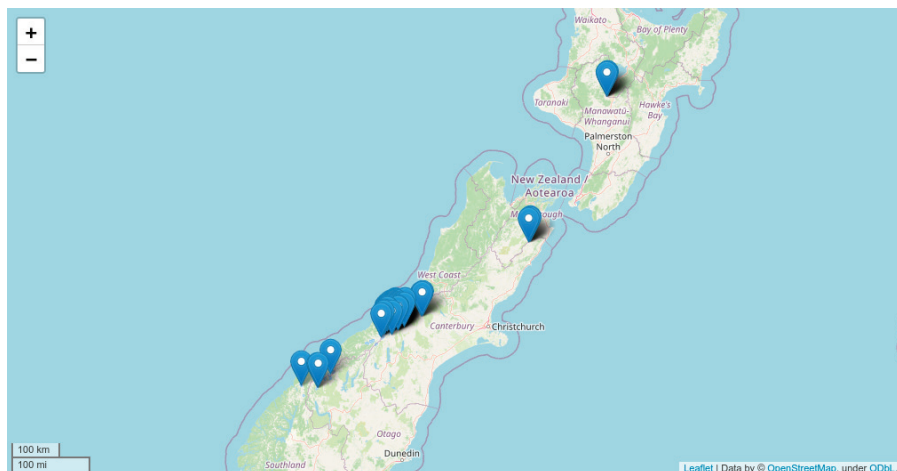 +
−
Waikato
Bay of Plenty
Taranaki
Hawke's
Bay
Manawatū-
Whanganui
Palmerston
North
New Zealand /
Aotearoa
West Coast
Canterbury
Christchurch
Otago
Dunedin
Southland
100 km
100 mi
Leaflet | Data by © OpenStreetMap, under ODbL.